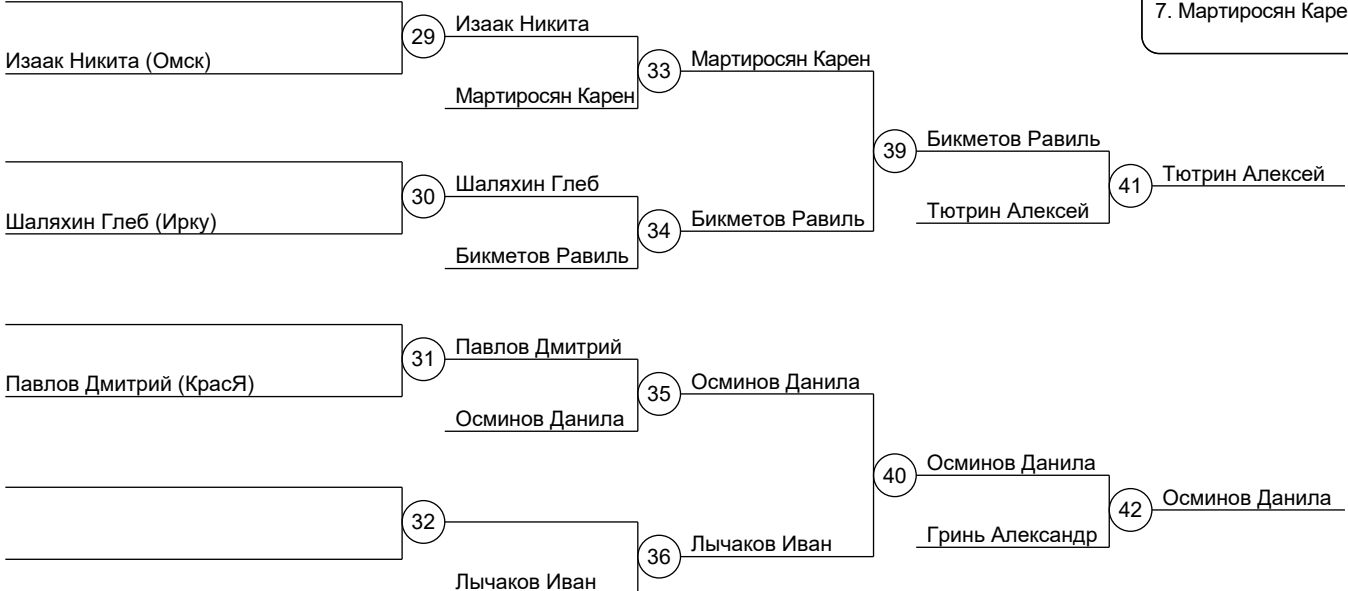 7. Мартиросян Каре
Изаак Никита (Омск)
29
Изаак Никита
Мартиросян Карен
33
Мартиросян Карен
Шаляхин Глеб (Ирку)
30
Шаляхин Глеб
Бикметов Равиль
34
Бикметов Равиль
39
Бикметов Равиль
Тютрин Алексей
41
Тютрин Алексей
Павлов Дмитрий (КрасЯ)
31
Павлов Дмитрий
Осминов Данила
35
Осминов Данила
32
Лычаков Иван
36
Лычаков Иван
40
Осминов Данила
Гринь Александр
42
Осминов Данила